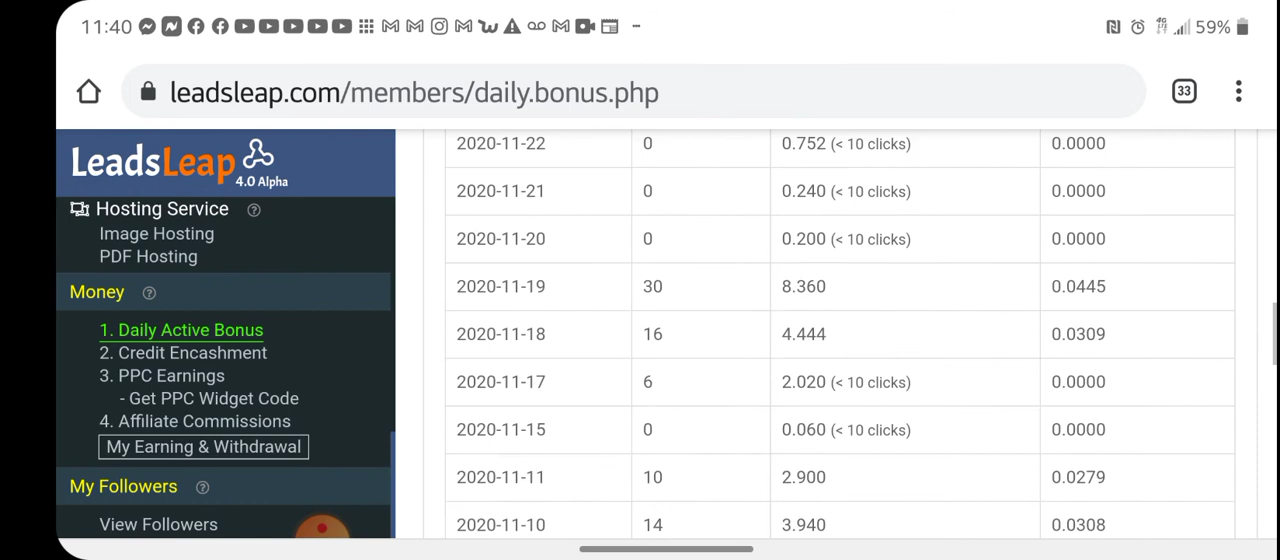 11:40
4G 59%
leadsleap.com/members/daily.bonus.php
33
LeadsLeap
4.0 Alpha
Hosting Service ?
Image Hosting
PDF Hosting
Money ?
1. Daily Active Bonus
2. Credit Encashment
3. PPC Earnings
- Get PPC Widget Code
4. Affiliate Commissions
My Earning & Withdrawal
My Followers ?
View Followers
2020-11-22 0 0.752 (< 10 clicks) 0.0000
2020-11-21 0 0.240 (< 10 clicks) 0.0000
2020-11-20 0 0.200 (< 10 clicks) 0.0000
2020-11-19 30 8.360 0.0445
2020-11-18 16 4.444 0.0309
2020-11-17 6 2.020 (< 10 clicks) 0.0000
2020-11-15 0 0.060 (< 10 clicks) 0.0000
2020-11-11 10 2.900 0.0279
2020-11-10 14 3.940 0.0308